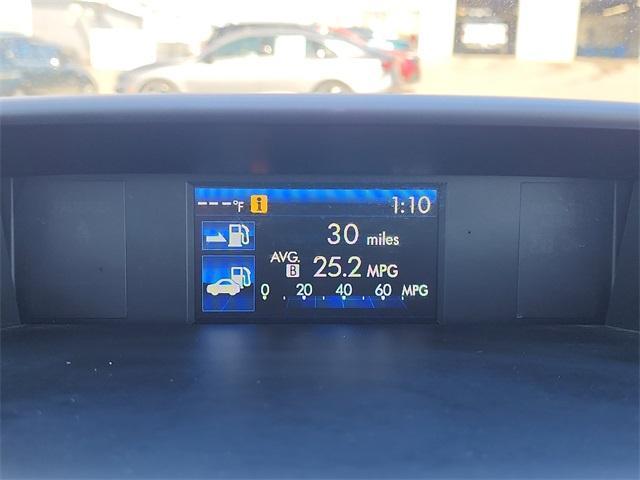 ---°F i 1:10
30 miles
AVG. B 25.2 MPG
0 20 40 60 MPG